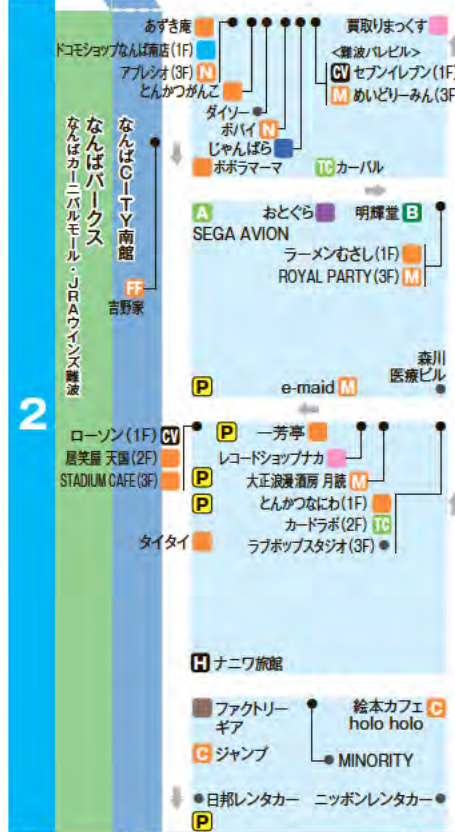 あずき庵
ドコモショップなんば南店(1F)
アプレシオ(3F) N
とんかつがんこ
ダイソー
ポパイ N
じゃんぱら
ポポラマーマ
買取りまっくす
<難波パレビル>
CV セブンイレブン(1F)
M めいどりーみん(3F
TC カーバル
なんばCITY南館
なんばパークス
なんばカーニバルモール・JRAウインズ難波
FF
吉野家
A
SEGA AVION
おとぐら
明輝堂 B
ラーメンむさし(1F)
ROYAL PARTY(3F) M
森川
医療ビル
P
e-maid M
2
ローソン(1F) CV
居笑屋 天国(2F)
STADIUM CAFE(3F)
P
一芳亭
レコードショップナカ
P
大正浪漫酒房 月読 M
P
とんかつなにわ(1F)
カードラボ(2F) TC
ラブポップスタジオ(3F)
タイタイ
H ナニワ旅館
ファクトリー
ギア
絵本カフェ C
holo holo
C ジャンプ
MINORITY
日邦レンタカー
ニッポンレンタカー
P